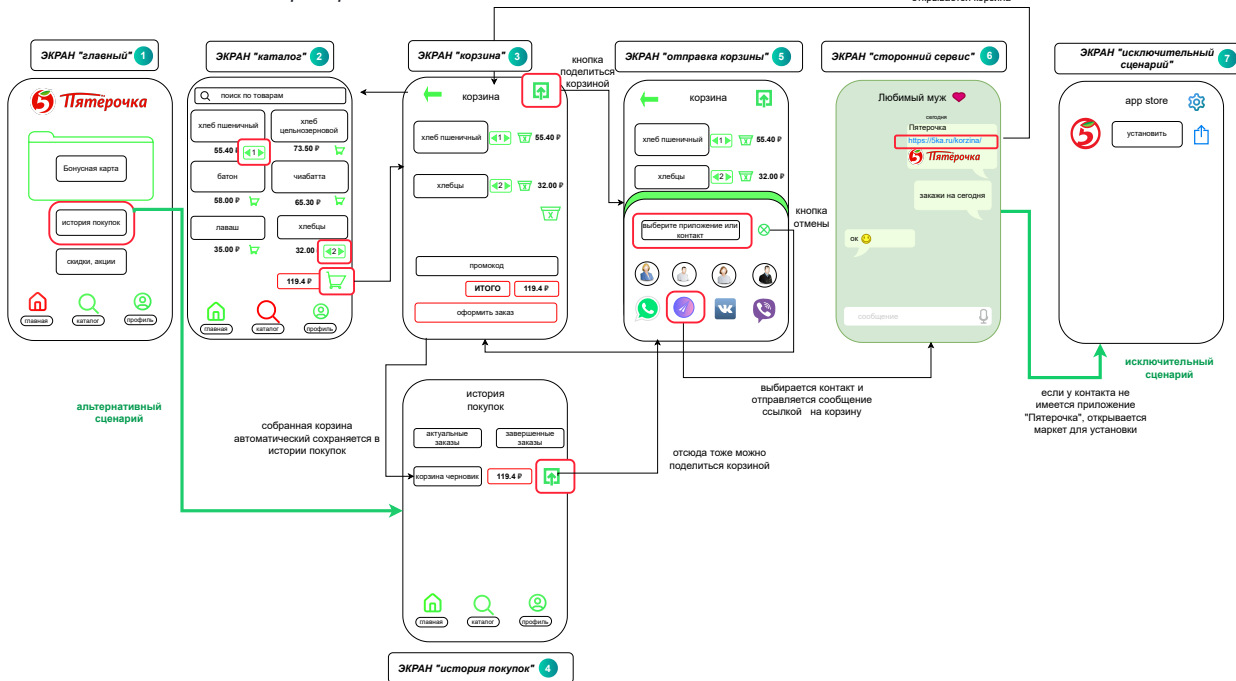 открывается корзина
ЭКРАН "главный" 1
ЭКРАН "каталог" 2
ЭКРАН "корзина" 3
кнопка
поделиться
корзиной
ЭКРАН "отправка корзины" 5
ЭКРАН "сторонний сервис" 6
ЭКРАН "исключительный
сценарий" 7
5 Пятёрочка
Бонусная карта
история покупок
скидки, акции
главная
каталог
профиль
поиск по товарам
хлеб пшеничный
хлеб
цельнозерновой
55.40 ₽
1
73.50 ₽
батон
чиабатта
58.00 ₽
65.30 ₽
лаваш
хлебцы
35.00 ₽
32.00
2
119.4 ₽
главная
каталог
профиль
корзина
хлеб пшеничный
1
X
55.40 ₽
хлебцы
2
X
32.00 ₽
X
промокод
ИТОГО
119.4 ₽
оформить заказ
корзина
хлеб пшеничный
1
X
55.40 ₽
хлебцы
2
X
32.00 ₽
выберите приложение или
контакт
кнопка
отмены
Любимый муж
сегодня
Пятерочка
https://5ka.ru/korzina/
5 Пятёрочка
закажи на сегодня
ок
сообщение
app store
5
установить
альтернативный
сценарий
собранная корзина
автоматический сохраняется в
истории покупок
история
покупок
актуальные
заказы
завершенные
заказы
корзина черновик
119.4 ₽
главная
каталог
профиль
ЭКРАН "история покупок" 4
отсюда тоже можно
поделиться корзиной
выбирается контакт и
отправляется сообщение
ссылкой на корзину
исключительный
сценарий
если у контакта не
имеется приложение
"Пятерочка", открывается
маркет для установки